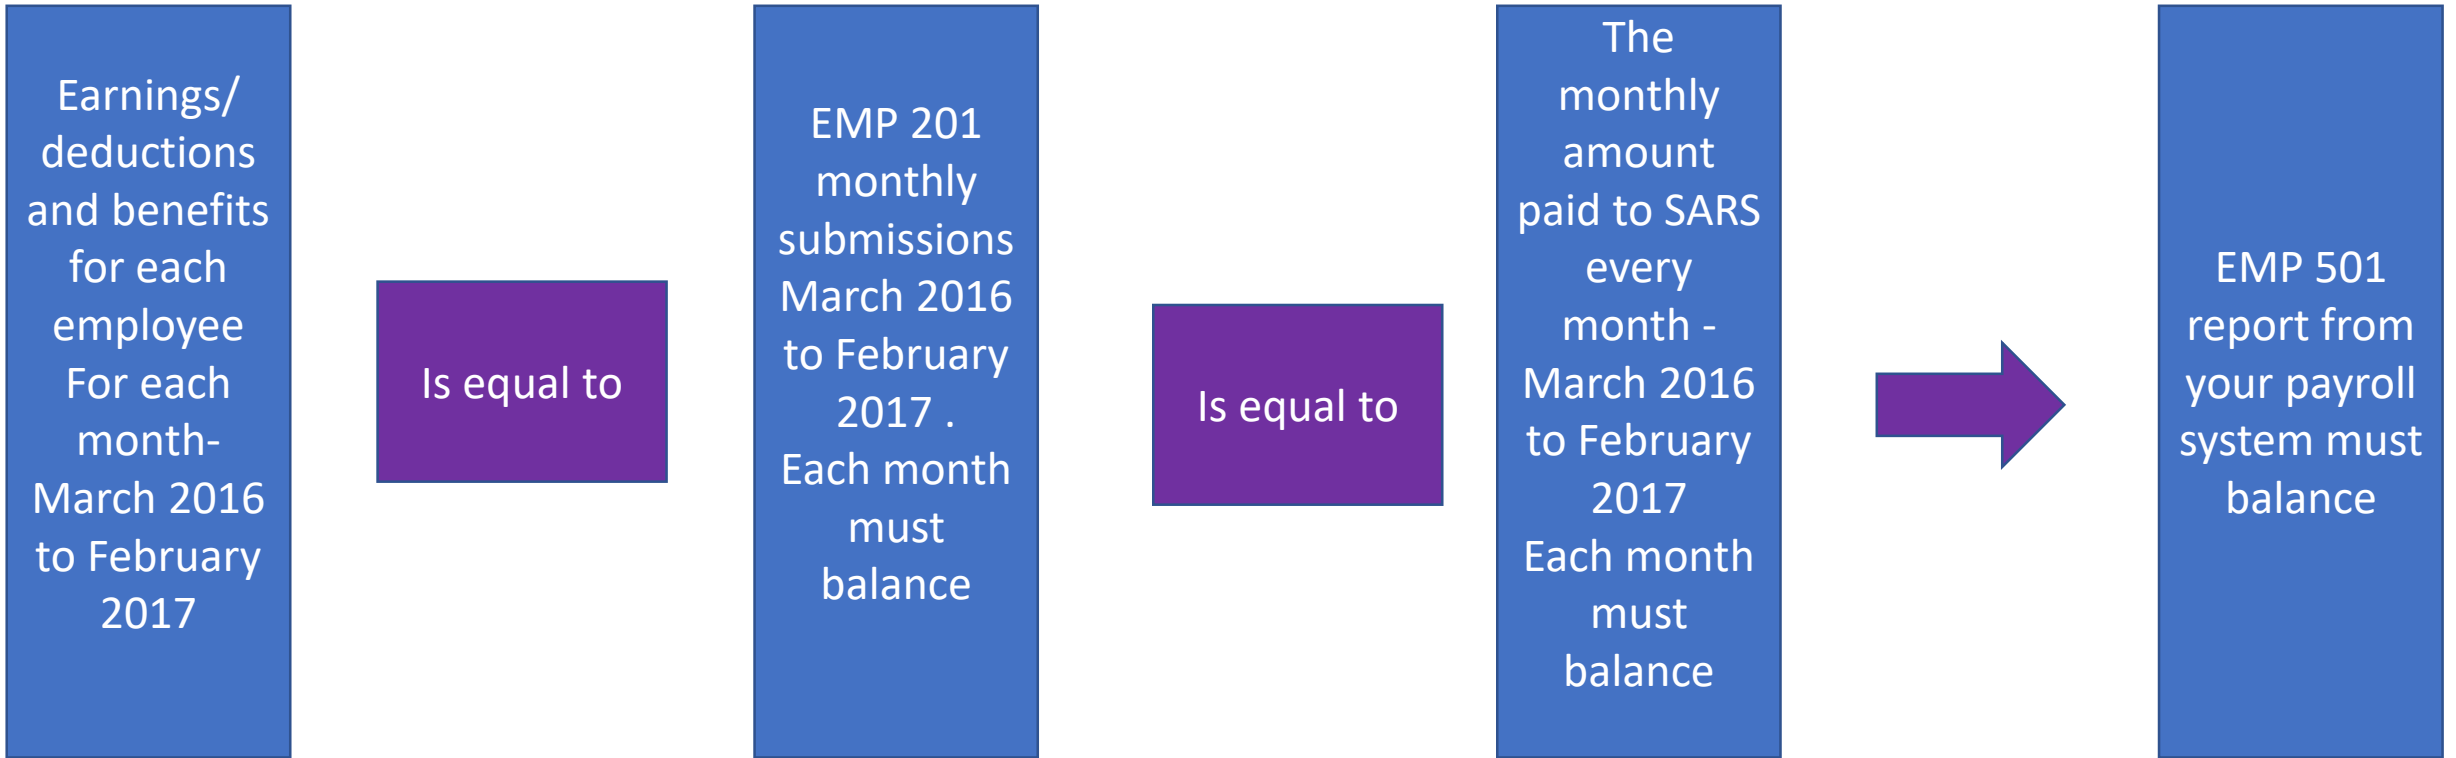 Earnings/
deductions
and benefits
for each
employee
For each
month-
March 2016
to February
2017
Is equal to
EMP 201
monthly
submissions
March 2016
to February
2017 .
Each month
must
balance
Is equal to
The
monthly
amount
paid to SARS
every
month -
March 2016
to February
2017
Each month
must
balance
EMP 501
report from
your payroll
system must
balance